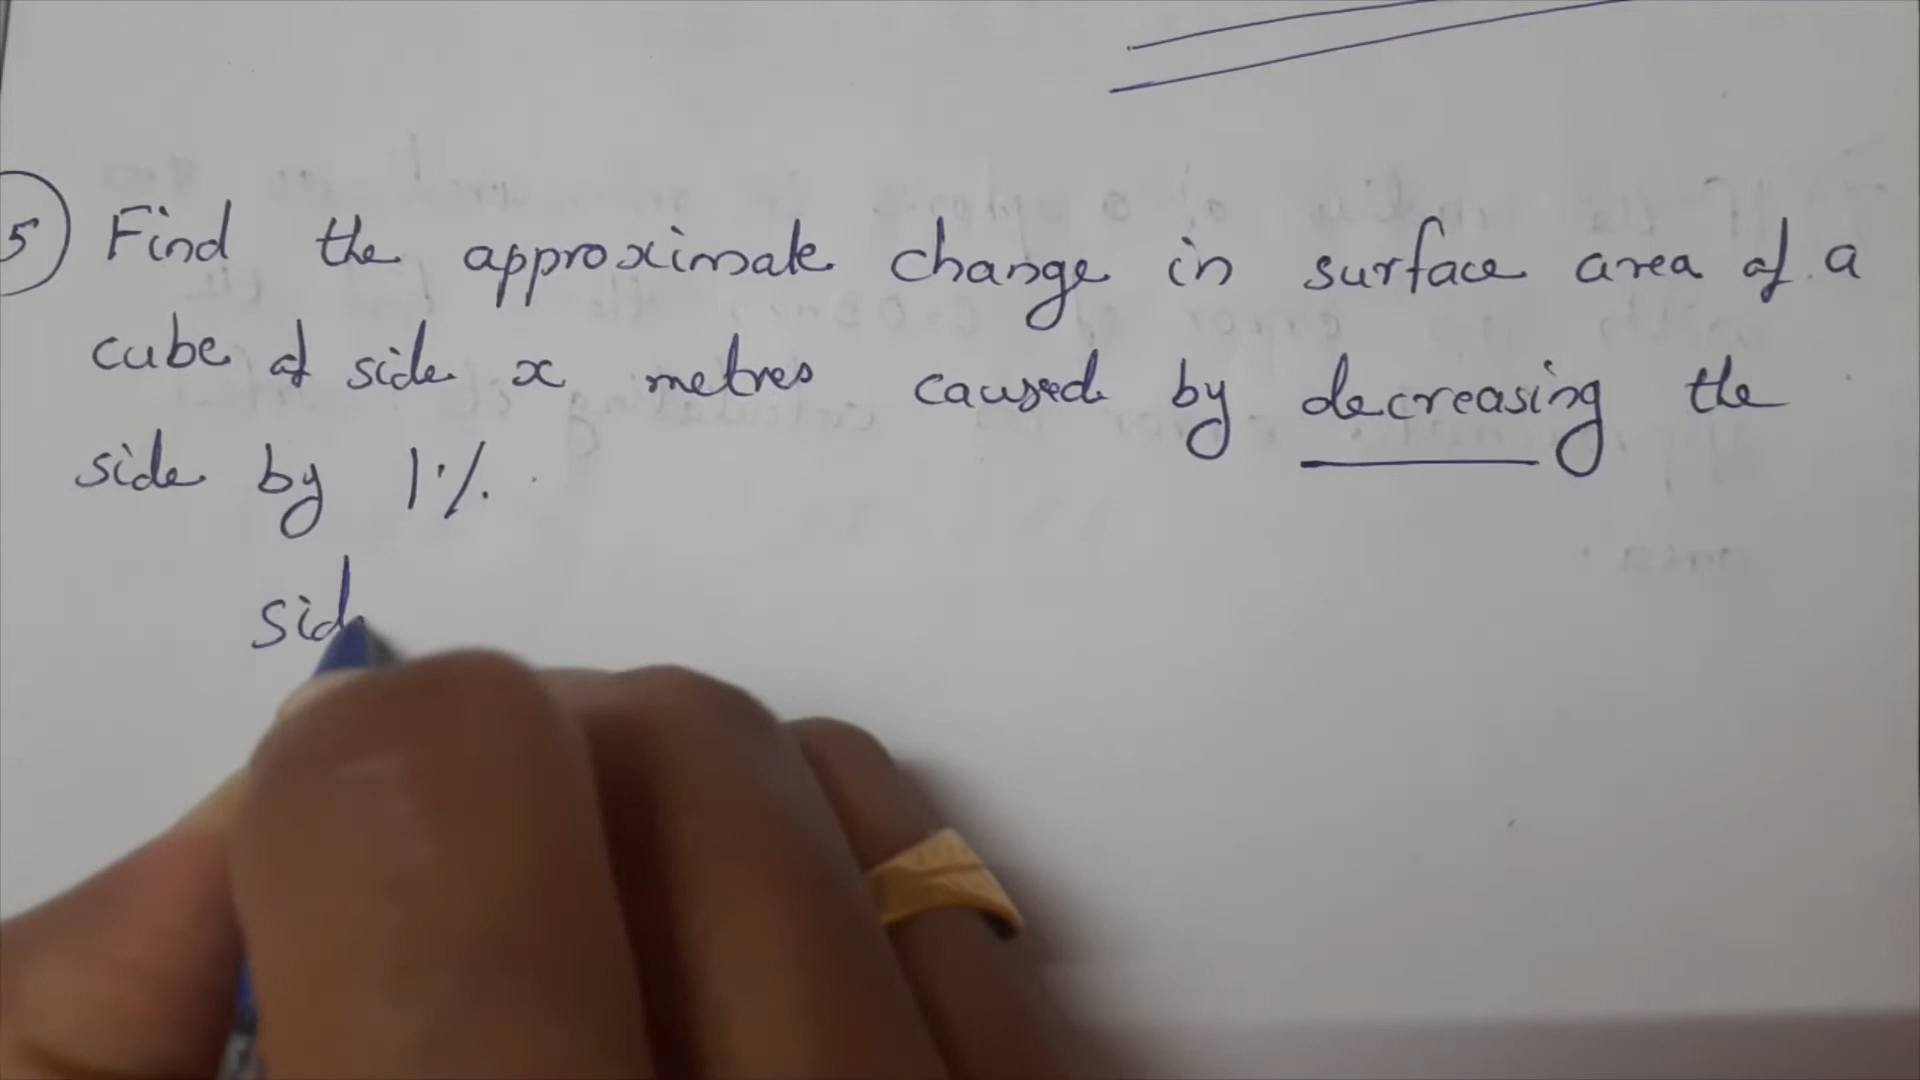 5) Find the approximate change in surface area of a
cube of side x metres caused by decreasing the
side by 1%.
sid